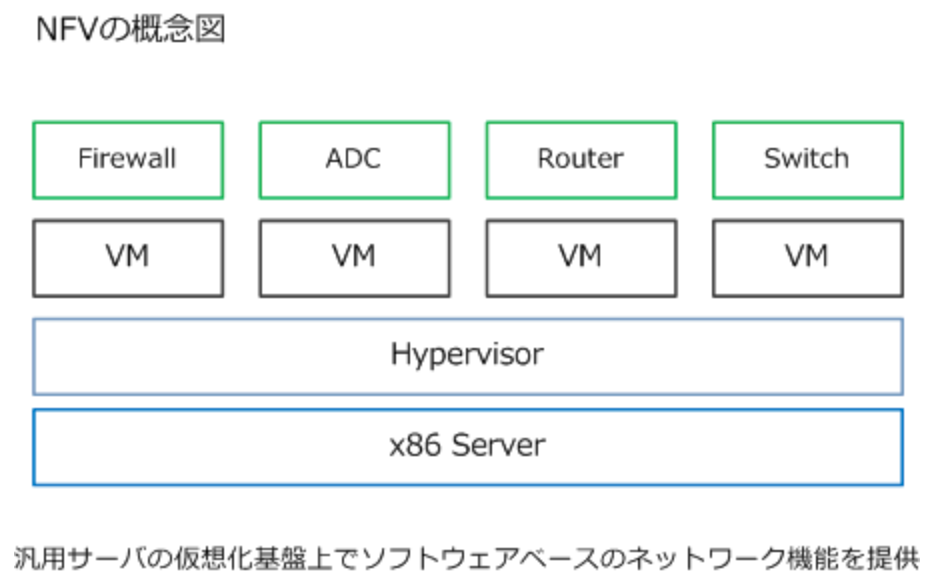 NFVの概念図
Firewall ADC Router Switch
VM VM VM VM
Hypervisor
x86 Server
汎用サーバの仮想化基盤上でソフトウェアベースのネットワーク機能を提供